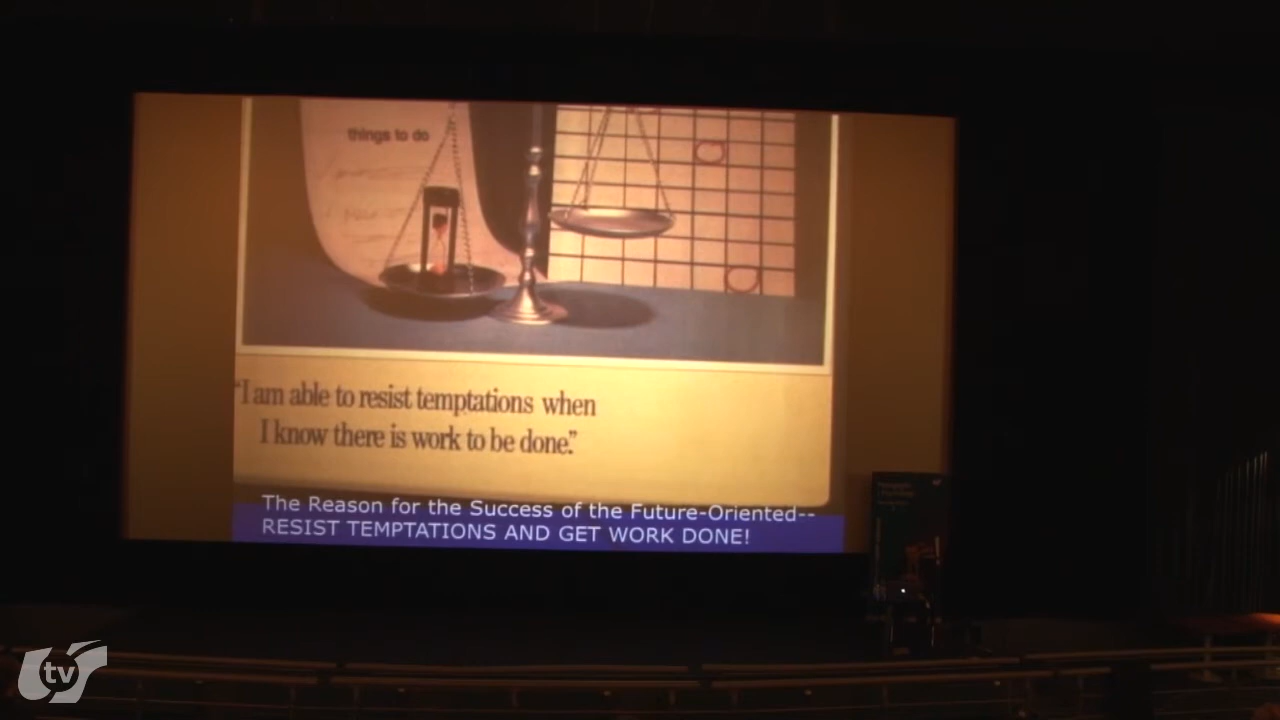 things to do
“I am able to resist temptations when
I know there is work to be done.”
The Reason for the Success of the Future-Oriented--
RESIST TEMPTATIONS AND GET WORK DONE!
tv